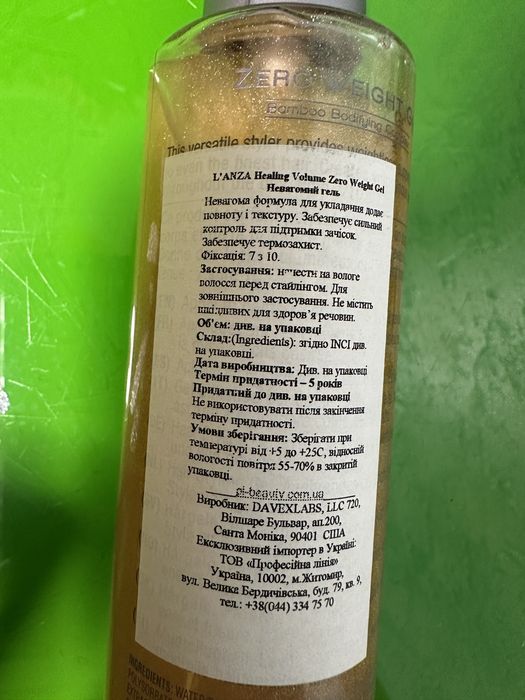 ZERO WEIGHT G
Bamboo Bodifying
This versatile styler provides weightless
L'ANZA Healing Volume Zero Weight Gel
Невагомий гель
Невагома формула для укладання додає
повноту і текстуру. Забезпечує сильний
контроль для підтримки зачісок.
Забезпечує термозахист.
Фіксація: 7 з 10.
Застосування: нанести на вологе
волосся перед стайлінгом. Для
зовнішнього застосування. Не містить
шкідливих для здоров'я речовин.
Об'єм: див. на упаковці
Склад:(Ingredients): згідно INCI див.
на упаковці.
Дата виробництва: Див. на упаковці
Термін придатності – 5 років
Придатний до див. на упаковці
Не використовувати після закінчення
терміну придатності.
Умови зберігання: Зберігати при
температурі від +5 до +25С, відносній
вологості повітря 55-70% в закритій
упаковці.
pl-beauty.com.ua
Виробник: DAVEXLABS, LLC 720,
Вілшаре Бульвар, ап.200,
Санта Моніка, 90401 США
Ексклюзивний імпортер в Україні:
ТОВ «Професійна лінія»
Україна, 10002, м.Житомир,
вул. Велика Бердичівська, буд. 79, кв. 9,
тел.: +38(044) 334 75 70
INGREDIENTS: WATER
POLYSORBAT